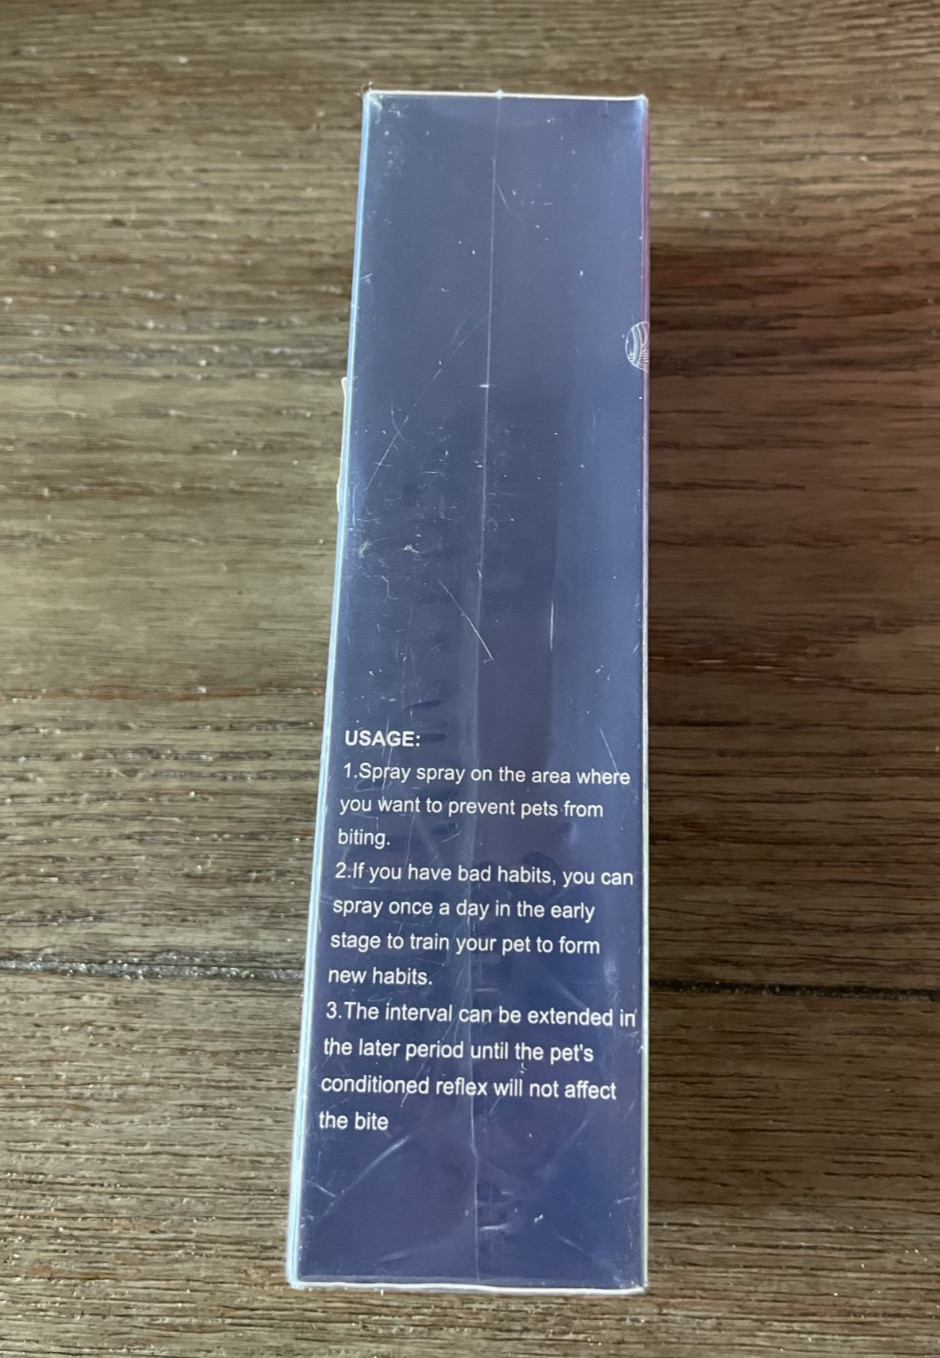 USAGE:
1.Spray spray on the area where
you want to prevent pets from
biting.
2.If you have bad habits, you can
spray once a day in the early
stage to train your pet to form
new habits.
3.The interval can be extended in
the later period until the pet's
conditioned reflex will not affect
the bite